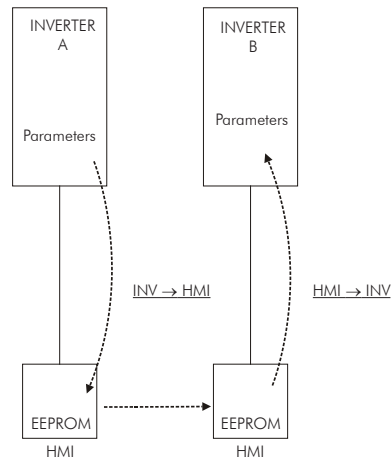 INVERTER
A
Parameters
INVERTER
B
Parameters
INV → HMI
HMI → INV
EEPROM
HMI
EEPROM
HMI